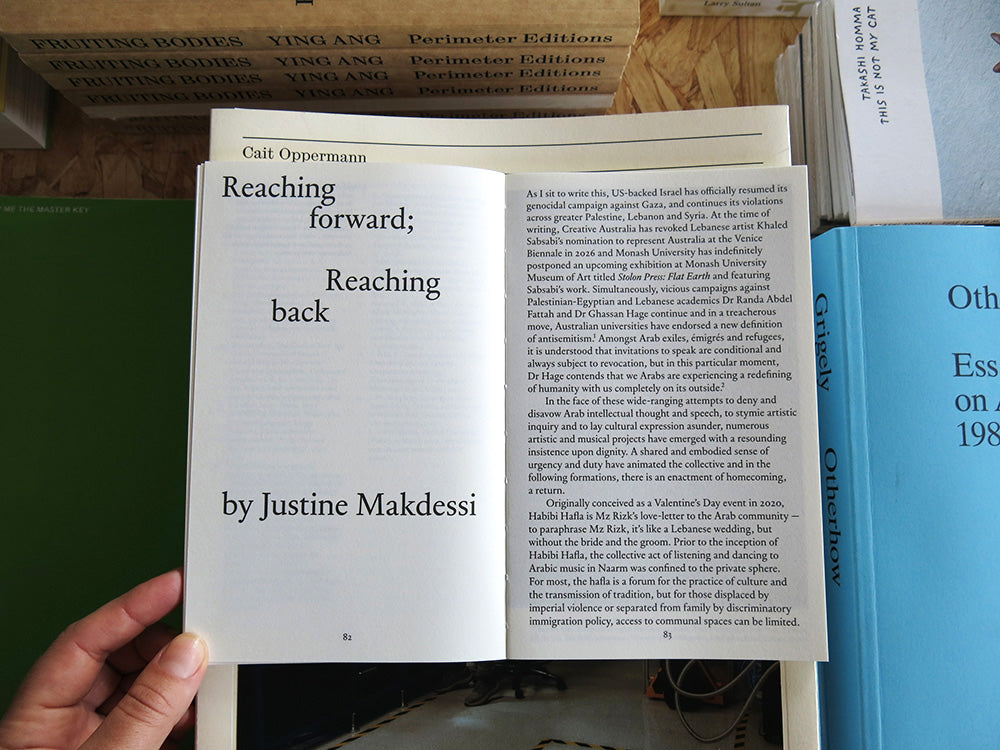 Larry Sultan
FRUITING BODIES YING ANG Perimeter Editions
FRUITING BODIES YING ANG Perimeter Editions
FRUITING BODIES YING ANG Perimeter Editions
FRUITING BODIES YING ANG Perimeter Editions
TAKASHI HOMMA
THIS IS NOT MY CAT
ME THE MASTER KEY
Cait Oppermann
Reaching
forward;
Reaching
back
by Justine Makdessi
82
As I sit to write this, US-backed Israel has officially resumed its
genocidal campaign against Gaza, and continues its violations
across greater Palestine, Lebanon and Syria. At the time of
writing, Creative Australia has revoked Lebanese artist Khaled
Sabsabi’s nomination to represent Australia at the Venice
Biennale in 2026 and Monash University has indefinitely
postponed an upcoming exhibition at Monash University
Museum of Art titled Stolon Press: Flat Earth and featuring
Sabsabi’s work. Simultaneously, vicious campaigns against
Palestinian-Egyptian and Lebanese academics Dr Randa Abdel
Fattah and Dr Ghassan Hage continue and in a treacherous
move, Australian universities have endorsed a new definition
of antisemitism.¹ Amongst Arab exiles, émigrés and refugees,
it is understood that invitations to speak are conditional and
always subject to revocation, but in this particular moment,
Dr Hage contends that we Arabs are experiencing a redefining
of humanity with us completely on its outside.²
In the face of these wide-ranging attempts to deny and
disavow Arab intellectual thought and speech, to stymie artistic
inquiry and to lay cultural expression asunder, numerous
artistic and musical projects have emerged with a resounding
insistence upon dignity. A shared and embodied sense of
urgency and duty have animated the collective and in the
following formations, there is an enactment of homecoming,
a return.
Originally conceived as a Valentine’s Day event in 2020,
Habibi Hafla is Mz Rizk’s love-letter to the Arab community —
to paraphrase Mz Rizk, it’s like a Lebanese wedding, but
without the bride and the groom. Prior to the inception of
Habibi Hafla, the collective act of listening and dancing to
Arabic music in Naarm was confined to the private sphere.
For most, the hafla is a forum for the practice of culture and
the transmission of tradition, but for those displaced by
imperial violence or separated from family by discriminatory
immigration policy, access to communal spaces can be limited.
83
Grigely Otherhow
Oth
Ess
on A
198